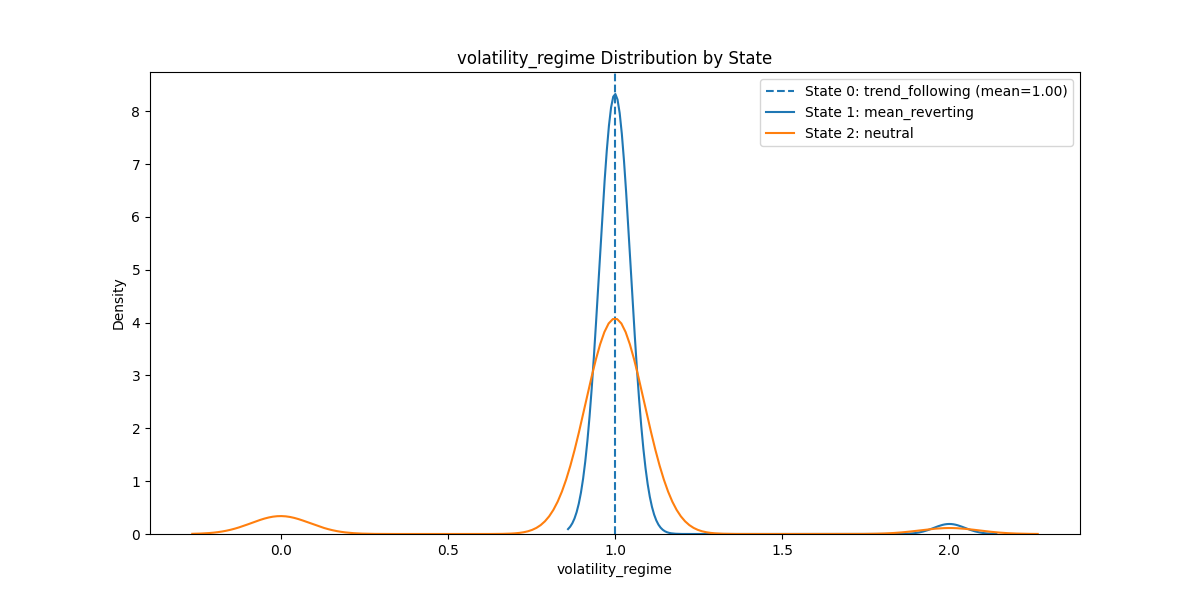 volatility_regime Distribution by State
State 0: trend_following (mean=1.00)
State 1: mean_reverting
State 2: neutral
Density
8
7
6
5
4
3
2
1
0
0.0 0.5 1.0 1.5 2.0
volatility_regime